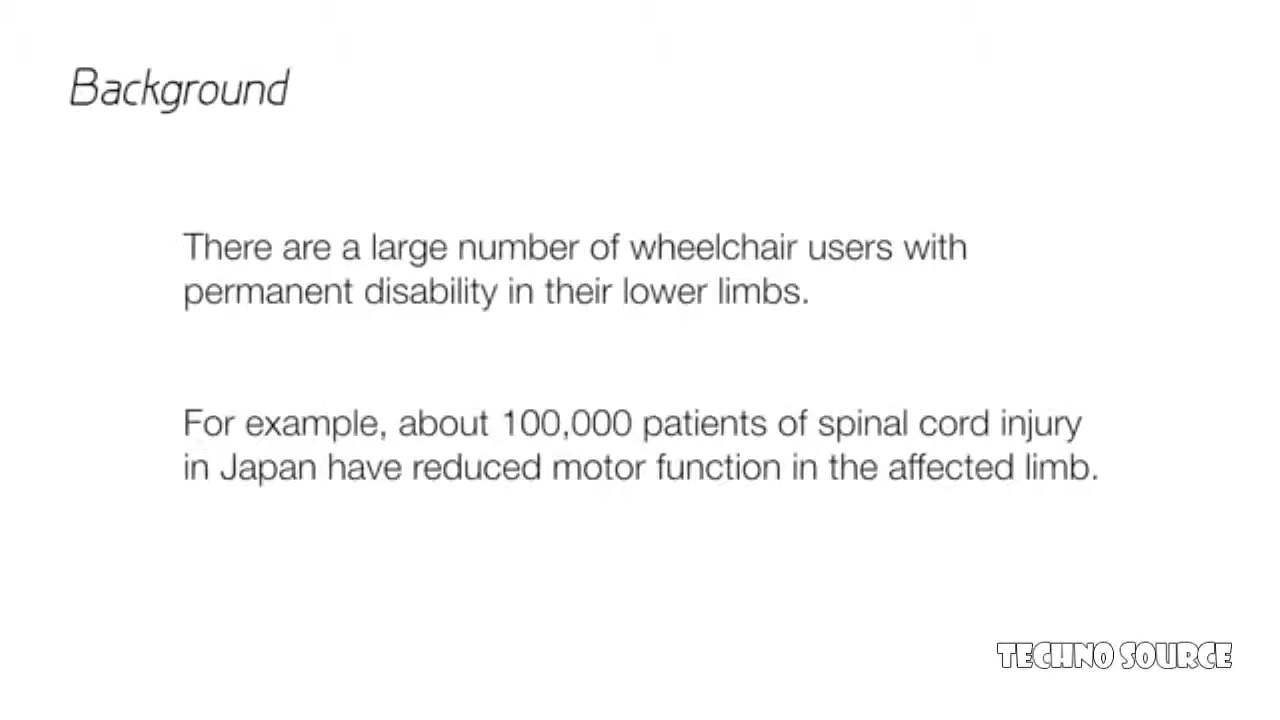 Background
There are a large number of wheelchair users with
permanent disability in their lower limbs.
For example, about 100,000 patients of spinal cord injury
in Japan have reduced motor function in the affected limb.
TECHNO SOURCE